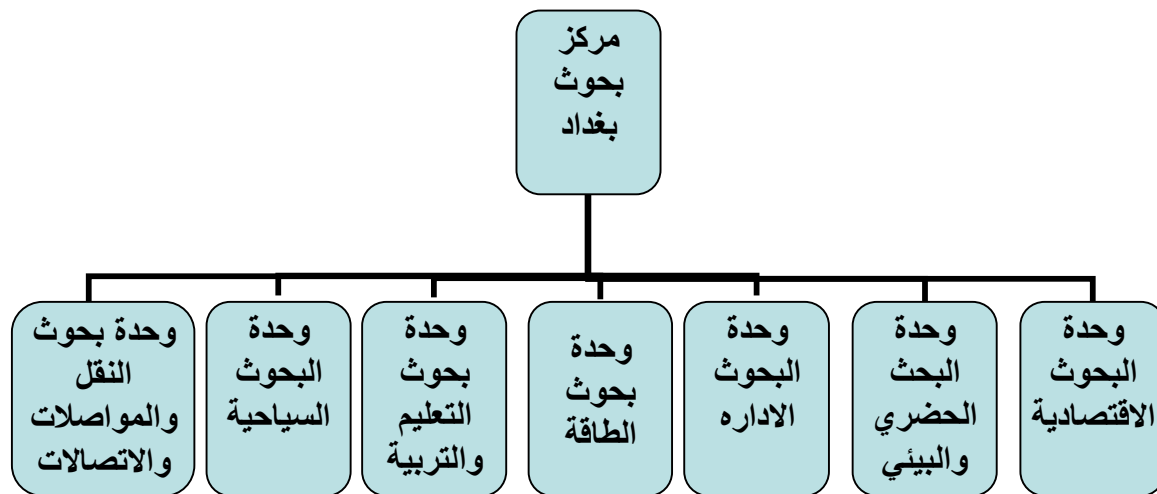 مركز
بحوث
بغداد
وحدة
البحوث
الاقتصادية
وحدة
البحث
الحضري
والبيئي
وحدة
البحوث
الاداره
وحدة
بحوث
الطاقة
وحدة
بحوث
التعليم
والتربية
وحدة
البحوث
السياحية
وحدة بحوث
النقل
والمواصلات
والاتصالات